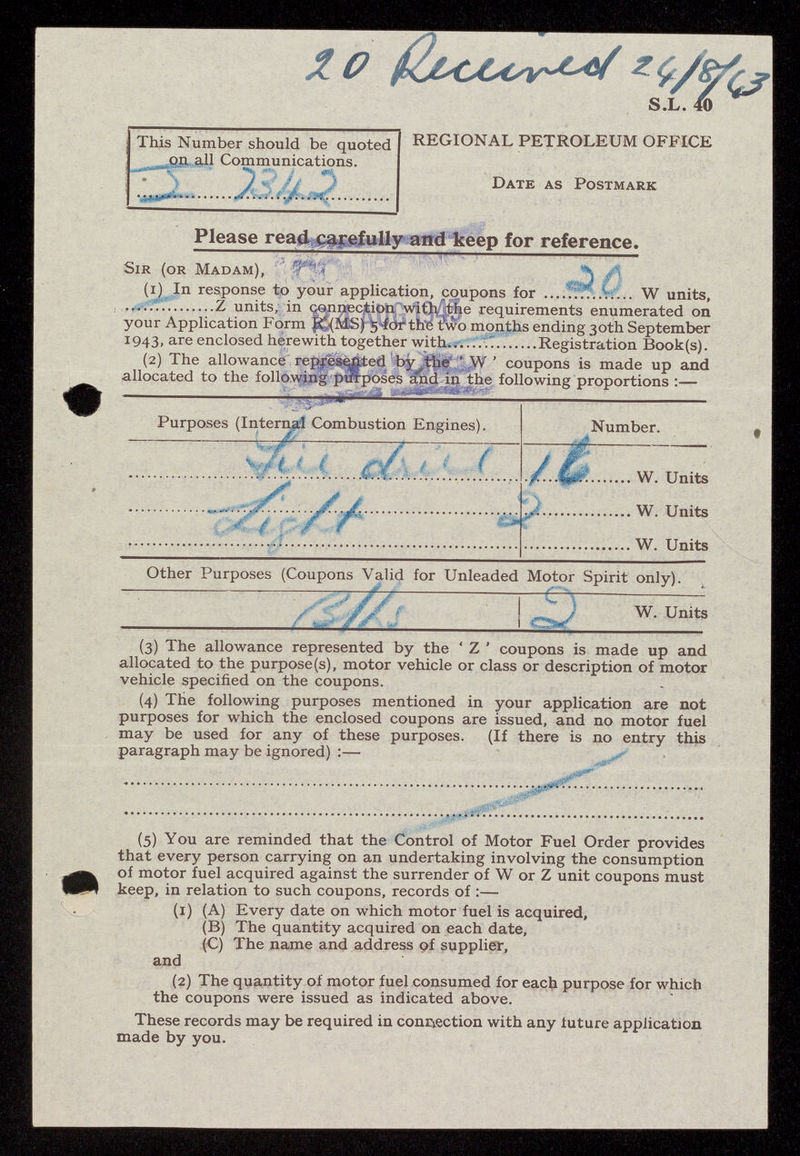 20 Received 24/8/43
S.L. 40
This Number should be quoted
on all Communications.
2342
REGIONAL PETROLEUM OFFICE
DATE AS POSTMARK
Please read carefully and keep for reference.
SIR (OR MADAM),
(1) In response to your application, coupons for 20 W units,
Z units, in connection with the requirements enumerated on
your Application Form R(MS) 5 for the two months ending 30th September
1943, are enclosed herewith together with Registration Book(s).
(2) The allowance represented by the ' W ' coupons is made up and
allocated to the following purposes and in the following proportions :—
Purposes (Internal Combustion Engines). Number.
drill 16 W. Units
Light 2 W. Units
W. Units
Other Purposes (Coupons Valid for Unleaded Motor Spirit only).
2 W. Units
(3) The allowance represented by the ' Z ' coupons is made up and
allocated to the purpose(s), motor vehicle or class or description of motor
vehicle specified on the coupons.
(4) The following purposes mentioned in your application are not
purposes for which the enclosed coupons are issued, and no motor fuel
may be used for any of these purposes. (If there is no entry this
paragraph may be ignored) :—
(5) You are reminded that the Control of Motor Fuel Order provides
that every person carrying on an undertaking involving the consumption
of motor fuel acquired against the surrender of W or Z unit coupons must
keep, in relation to such coupons, records of :—
(1) (A) Every date on which motor fuel is acquired,
(B) The quantity acquired on each date,
(C) The name and address of supplier,
and
(2) The quantity of motor fuel consumed for each purpose for which
the coupons were issued as indicated above.
These records may be required in connection with any future application
made by you.